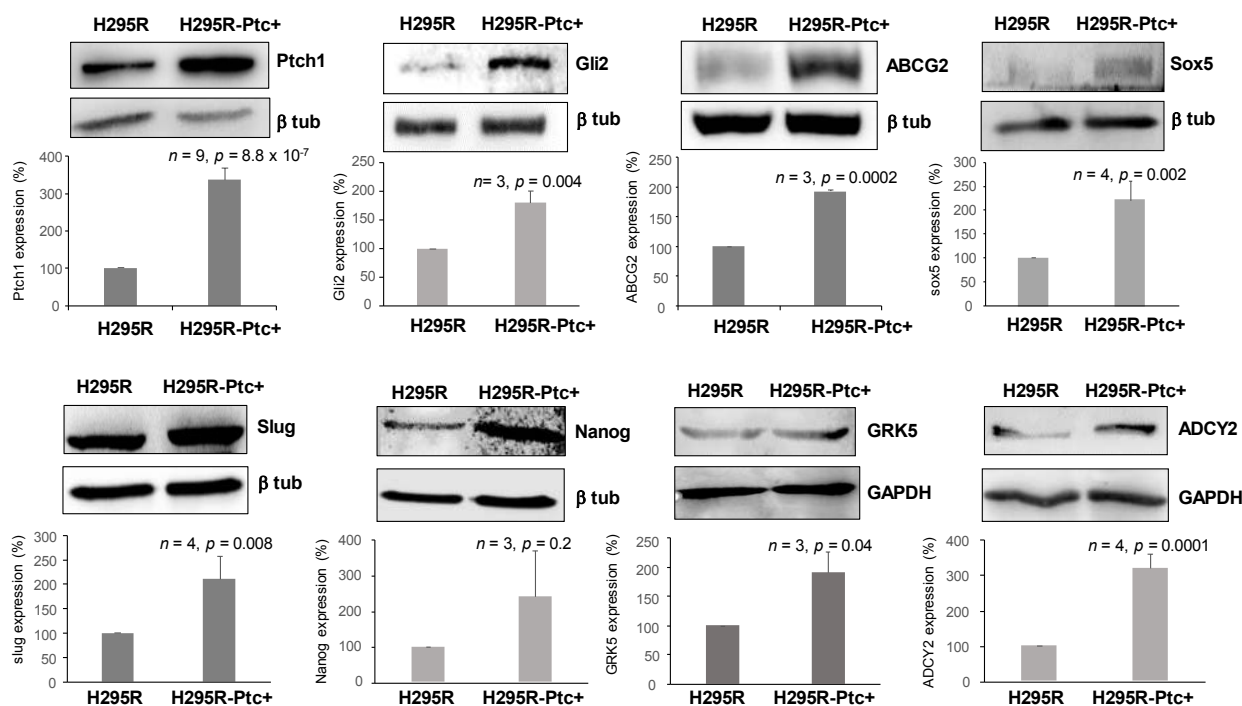 H295R H295R-Ptc+
Ptch1
β tub
n = 9, p = 8.8 x 10-7
Ptch1 expression (%)
400
300
200
100
0
H295R H295R-Ptc+
H295R H295R-Ptc+
Gli2
β tub
n= 3, p = 0.004
Gli2 expression (%)
250
200
150
100
50
0
H295R H295R-Ptc+
H295R H295R-Ptc+
ABCG2
β tub
n = 3, p = 0.0002
ABCG2 expression (%)
250
200
150
100
50
0
H295R H295R-Ptc+
H295R H295R-Ptc+
Sox5
β tub
n = 4, p = 0.002
sox5 expression (%)
300
250
200
150
100
50
0
H295R H295R-Ptc+
H295R H295R-Ptc+
Slug
β tub
n = 4, p = 0.008
slug expression (%)
300
250
200
150
100
50
0
H295R H295R-Ptc+
H295R H295R-Ptc+
Nanog
β tub
n = 3, p = 0.2
Nanog expression (%)
400
300
200
100
0
H295R H295R-Ptc+
H295R H295R-Ptc+
GRK5
GAPDH
n = 3, p = 0.04
GRK5 expression (%)
250
200
150
100
50
0
H295R H295R-Ptc+
H295R H295R-Ptc+
ADCY2
GAPDH
n = 4, p = 0.0001
ADCY2 expression (%)
400
300
200
100
0
H295R H295R-Ptc+